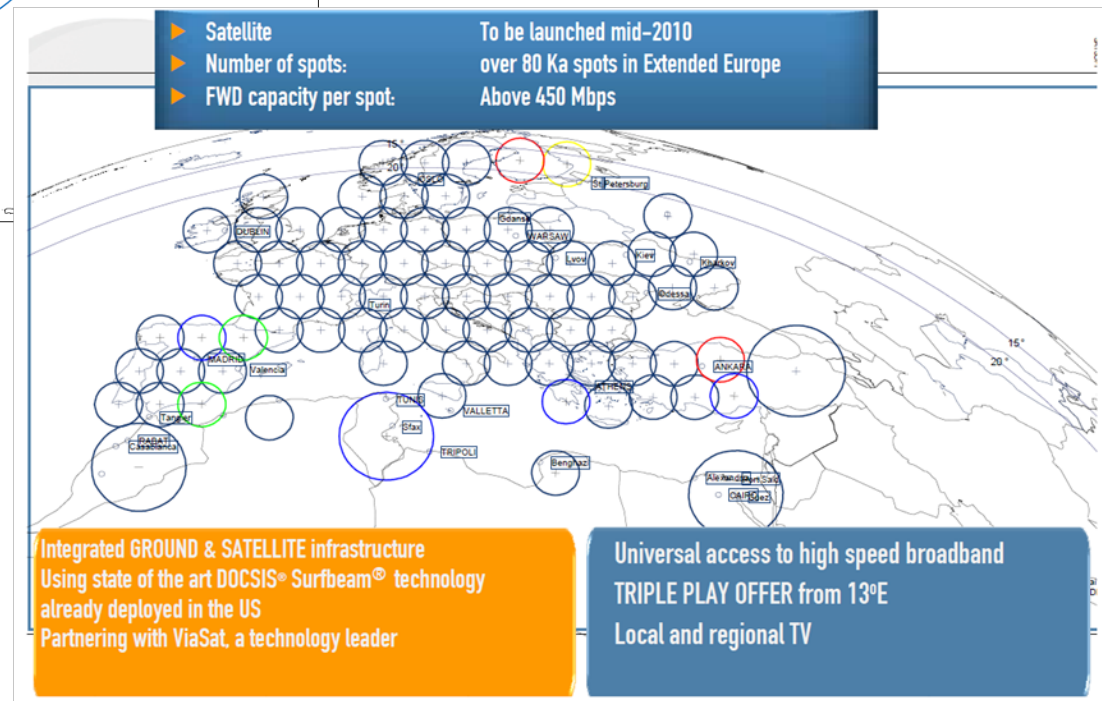 Satellite To be launched mid-2010
Number of spots: over 80 Ka spots in Extended Europe
FWD capacity per spot: Above 450 Mbps
15°
20°
OSLO
St Petersburg
DUBLIN
Gdansk
WARSAW
Lvov
Kiev
Kharkov
Odessa
Turin
15°
20°
MADRID
Valencia
ANKARA
ATHENS
TUNIS
VALLETTA
Tangier
RABAT
Casablanca
Sfax
TRIPOLI
Benghazi
Port Said
CAIRO
Suez
Integrated GROUND & SATELLITE infrastructure
Using state of the art DOCSIS® Surfbeam® technology
already deployed in the US
Partnering with ViaSat, a technology leader
Universal access to high speed broadband
TRIPLE PLAY OFFER from 13ºE
Local and regional TV